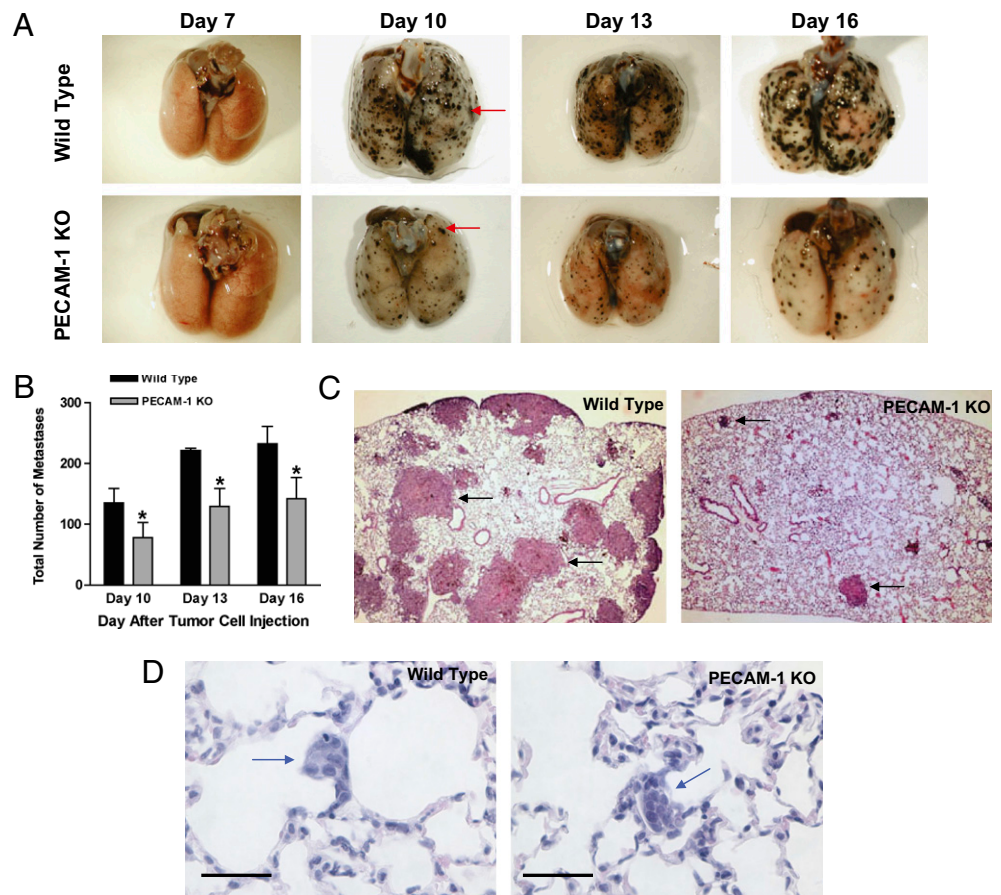 A
Day 7
Day 10
Day 13
Day 16
Wild Type
PECAM-1 KO
B
Wild Type
PECAM-1 KO
300
200
100
0
Total Number of Metastases
*
*
*
Day 10
Day 13
Day 16
Day After Tumor Cell Injection
C
Wild Type
PECAM-1 KO
D
Wild Type
PECAM-1 KO